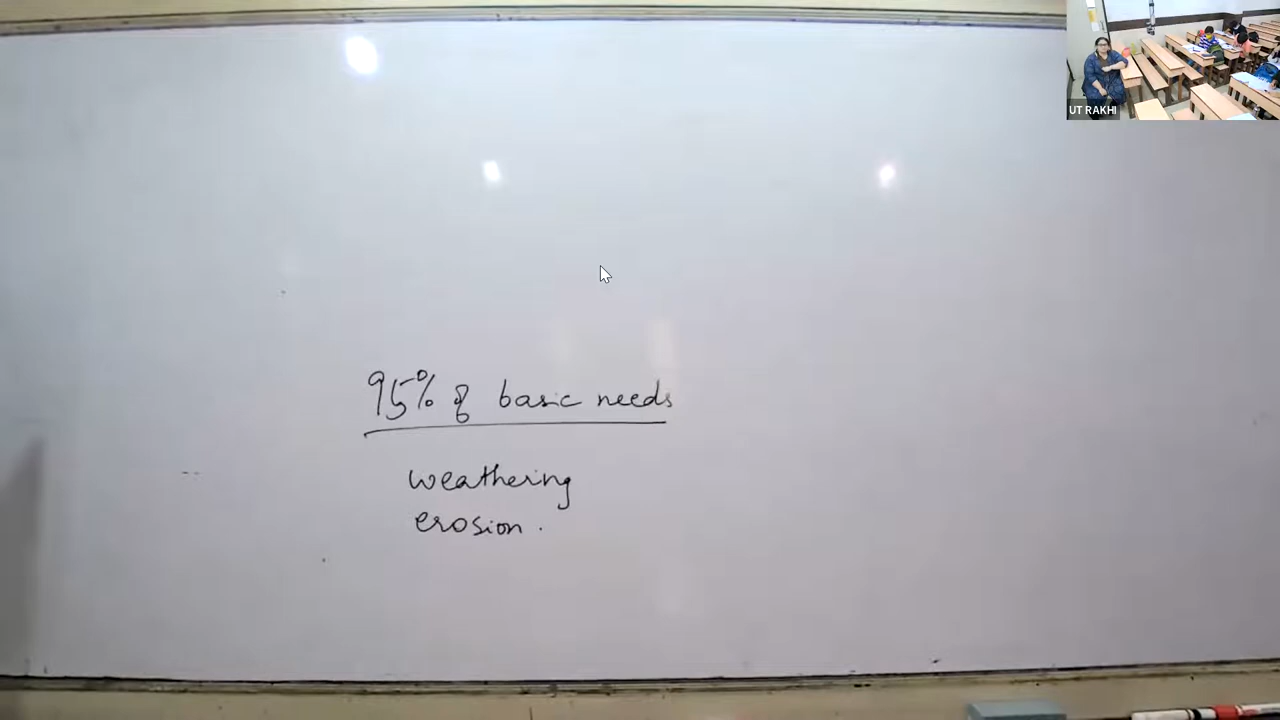 UT RAKHI
95% of basic needs
weathering
erosion.